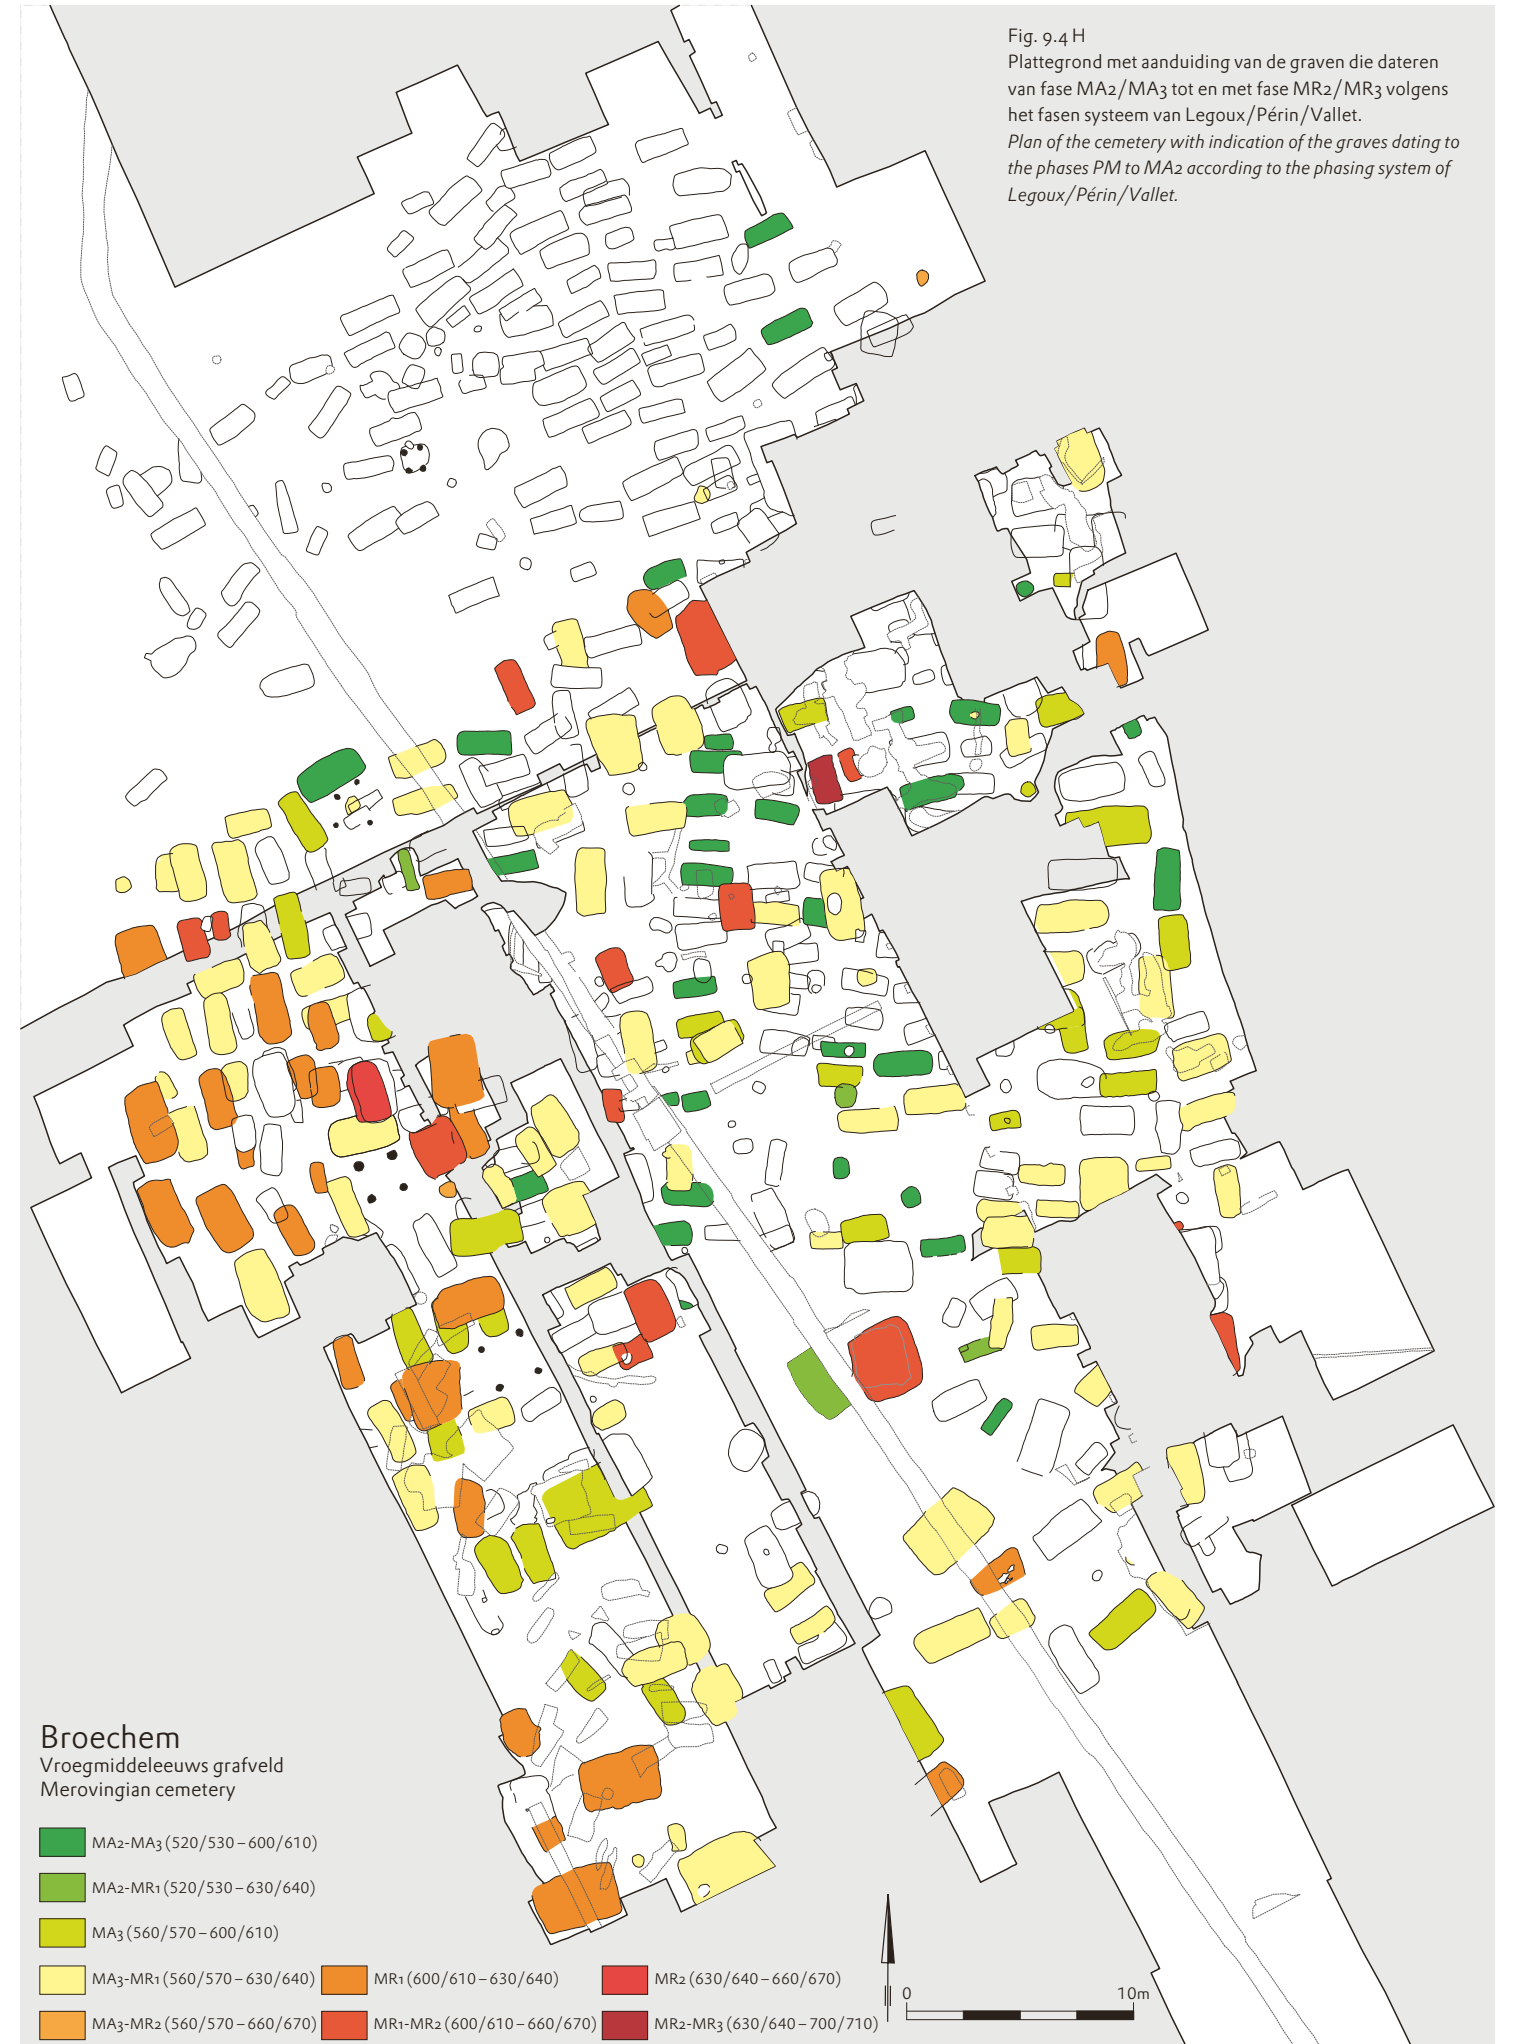 Fig. 9.4 H
Plattegrond met aanduiding van de graven die dateren
van fase MA2/MA3 tot en met fase MR2/MR3 volgens
het fasen systeem van Legoux/Périn/Vallet.
Plan of the cemetery with indication of the graves dating to
the phases PM to MA2 according to the phasing system of
Legoux/Périn/Vallet.
Broechem
Vroegmiddeleeuws grafveld
Merovingian cemetery
MA2-MA3 (520/530 – 600/610)
MA2-MR1 (520/530 – 630/640)
MA3 (560/570 – 600/610)
MA3-MR1 (560/570 – 630/640)
MR1 (600/610 – 630/640)
MR2 (630/640 – 660/670)
MA3-MR2 (560/570 – 660/670)
MR1-MR2 (600/610 – 660/670)
MR2-MR3 (630/640 – 700/710)
0 10m